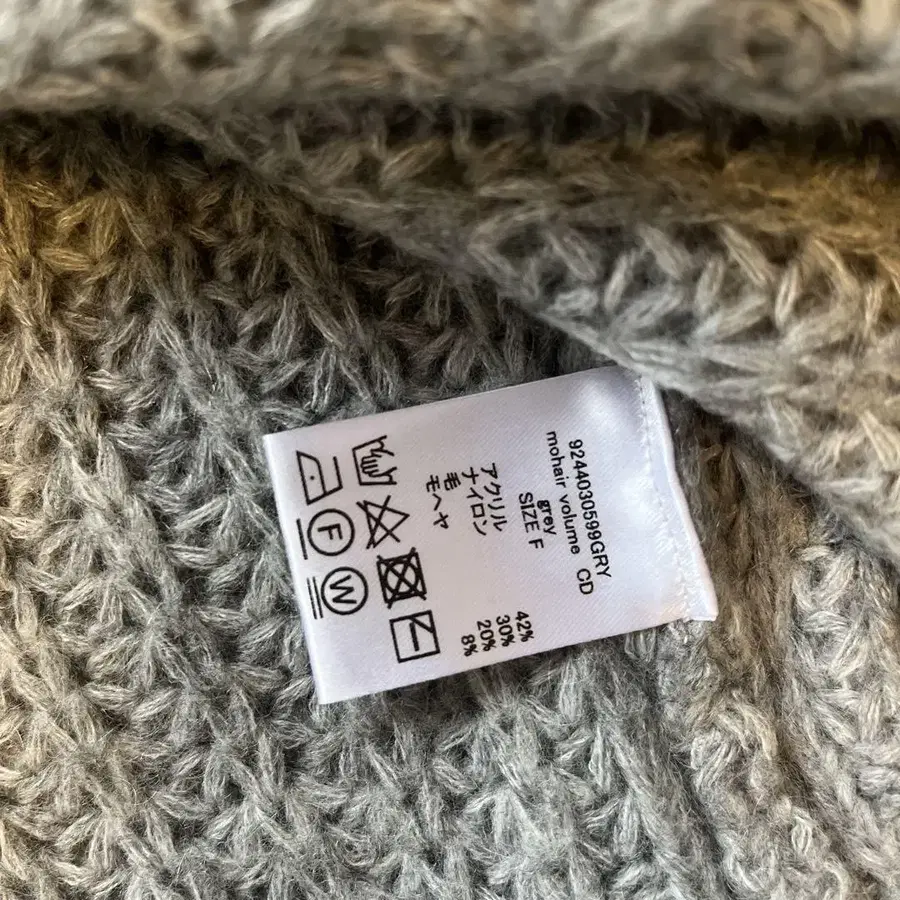 9244030599GRY
mohair volume CD
grey
SIZE F
アクリル 42%
ナイロン 30%
毛 20%
モヘヤ 8%
F
W